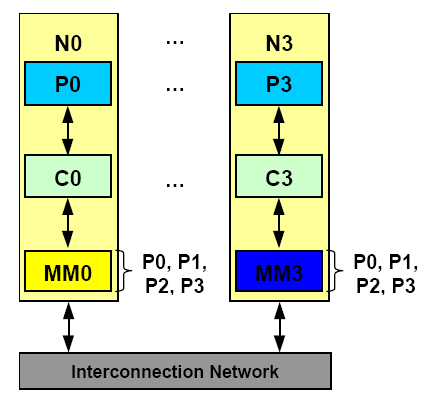 N0 ... N3
P0 ... P3
C0 ... C3
MM0 P0, P1, P2, P3
MM3 P0, P1, P2, P3
Interconnection Network